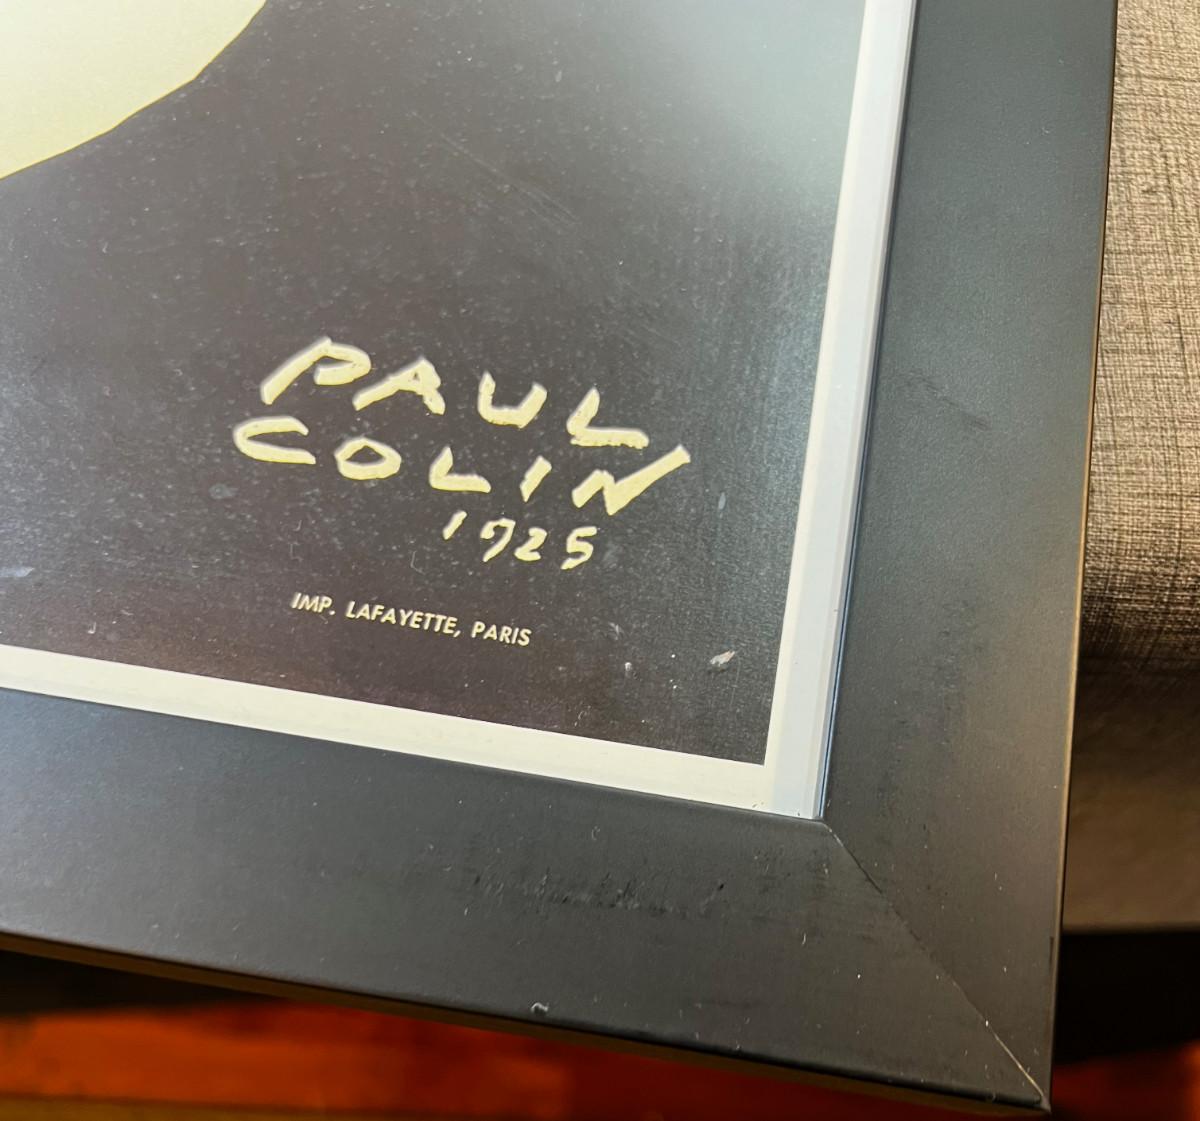 PAUL
COLIN
1925
IMP. LAFAYETTE, PARIS